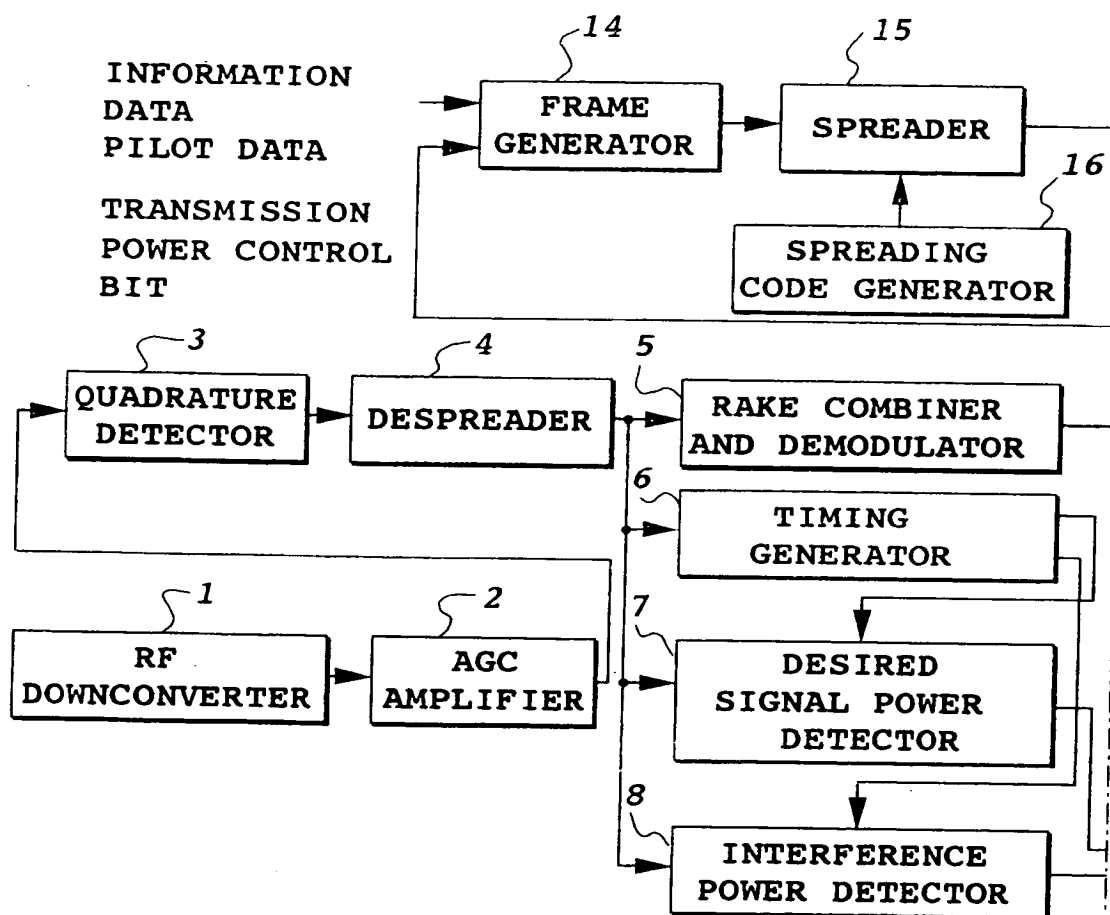 14
15
INFORMATION
DATA
PILOT DATA
FRAME
GENERATOR
SPREADER
16
TRANSMISSION
POWER CONTROL
BIT
SPREADING
CODE GENERATOR
3
4
5
QUADRATURE
DETECTOR
DESPREADER
RAKE COMBINER
AND DEMODULATOR
6
TIMING
GENERATOR
1
2
7
RF
DOWNCONVERTER
AGC
AMPLIFIER
DESIRED
SIGNAL POWER
DETECTOR
8
INTERFERENCE
POWER DETECTOR